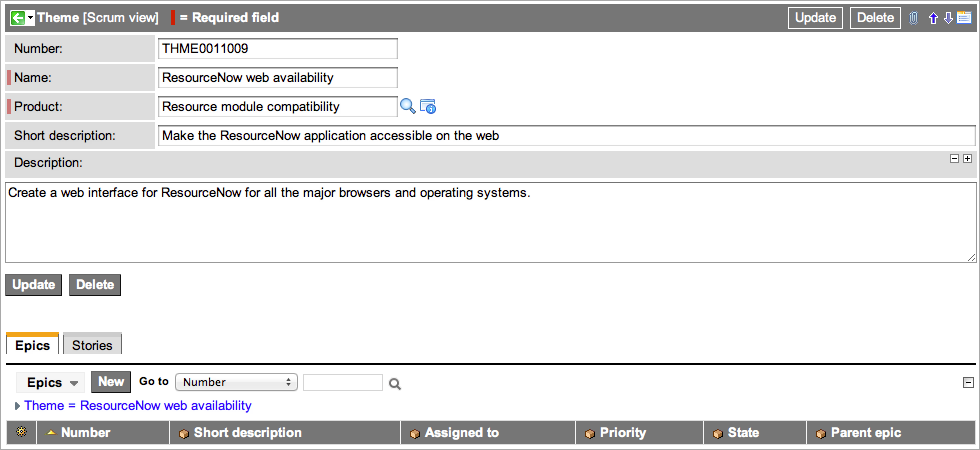 Theme [Scrum view] = Required field Update Delete
Number: THME0011009
Name: ResourceNow web availability
Product: Resource module compatibility
Short description: Make the ResourceNow application accessible on the web
Description:
Create a web interface for ResourceNow for all the major browsers and operating systems.
Update Delete
Epics Stories
Epics New Go to Number
Theme = ResourceNow web availability
Number Short description Assigned to Priority State Parent epic